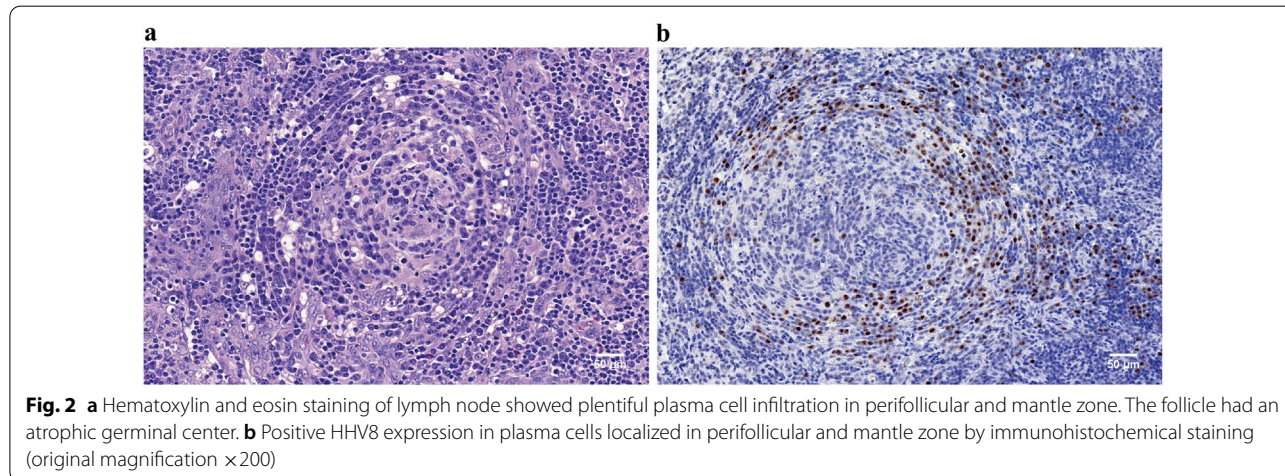 a
b
50 µm
50 µm
Fig. 2 a Hematoxylin and eosin staining of lymph node showed plentiful plasma cell infiltration in perifollicular and mantle zone. The follicle had an
atrophic germinal center. b Positive HHV8 expression in plasma cells localized in perifollicular and mantle zone by immunohistochemical staining
(original magnification ×200)